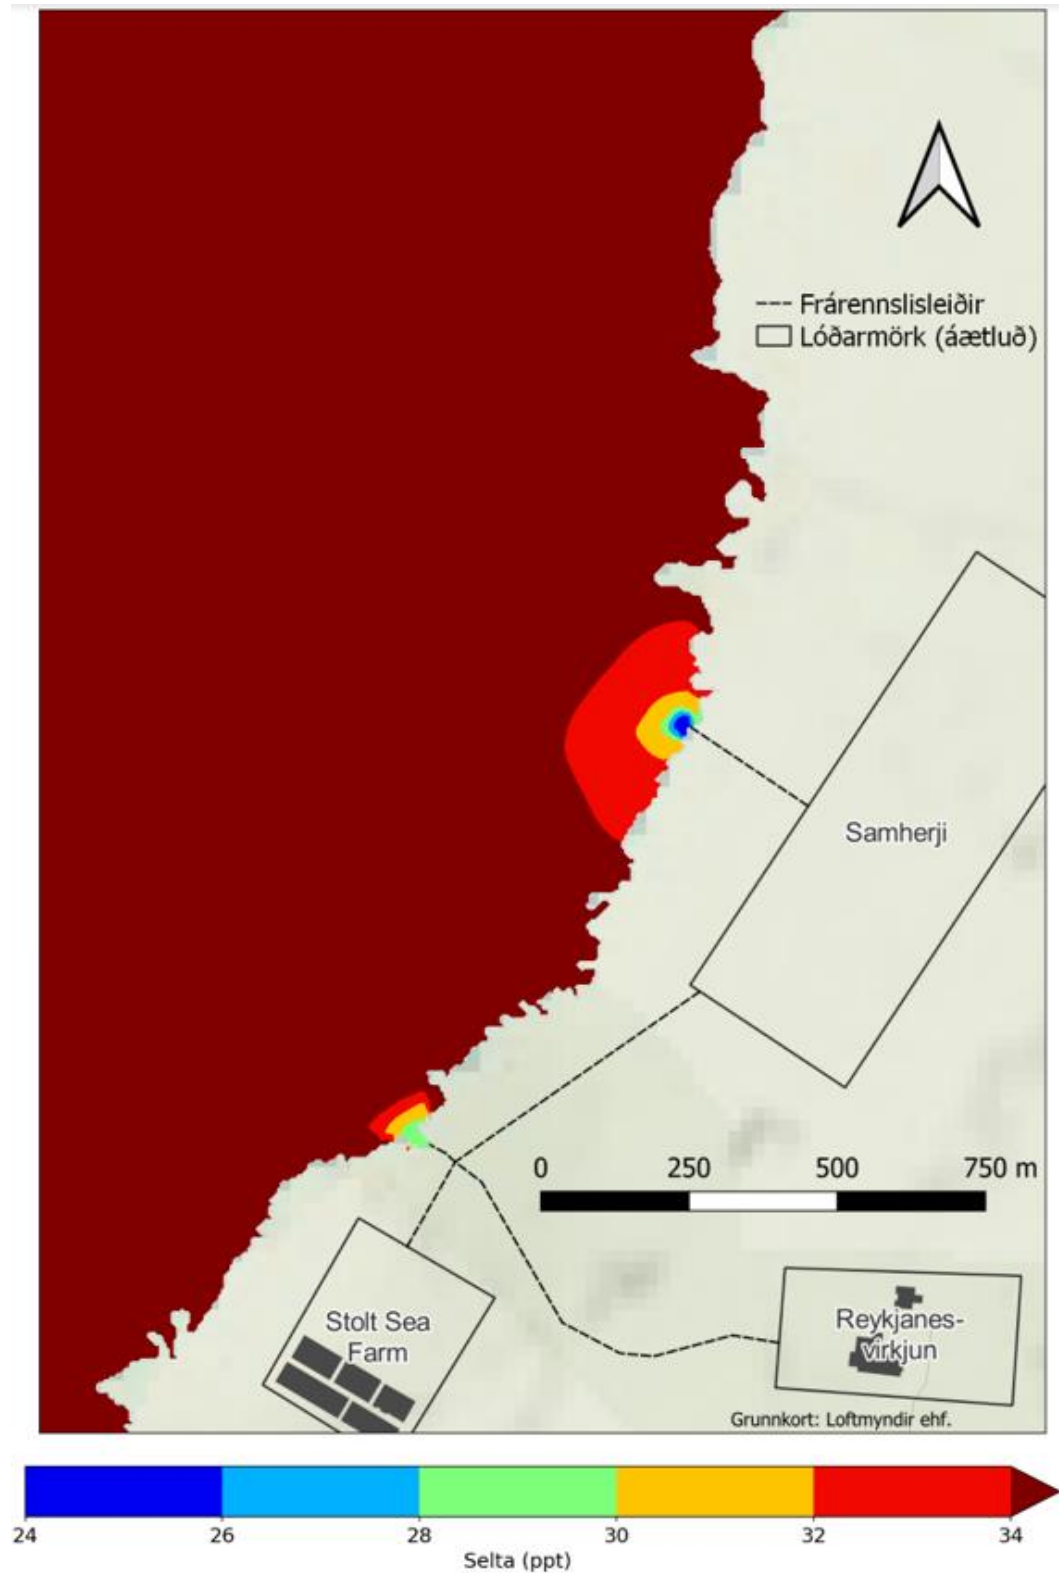 Frárennslisleiðir
Lóðarmörk (áætluð)
Samherji
0 250 500 750 m
Stolt Sea
Farm
Reykjanes-
virkjun
Grunnkort: Loftmyndir ehf.
24 26 28 30 32 34
Selta (ppt)